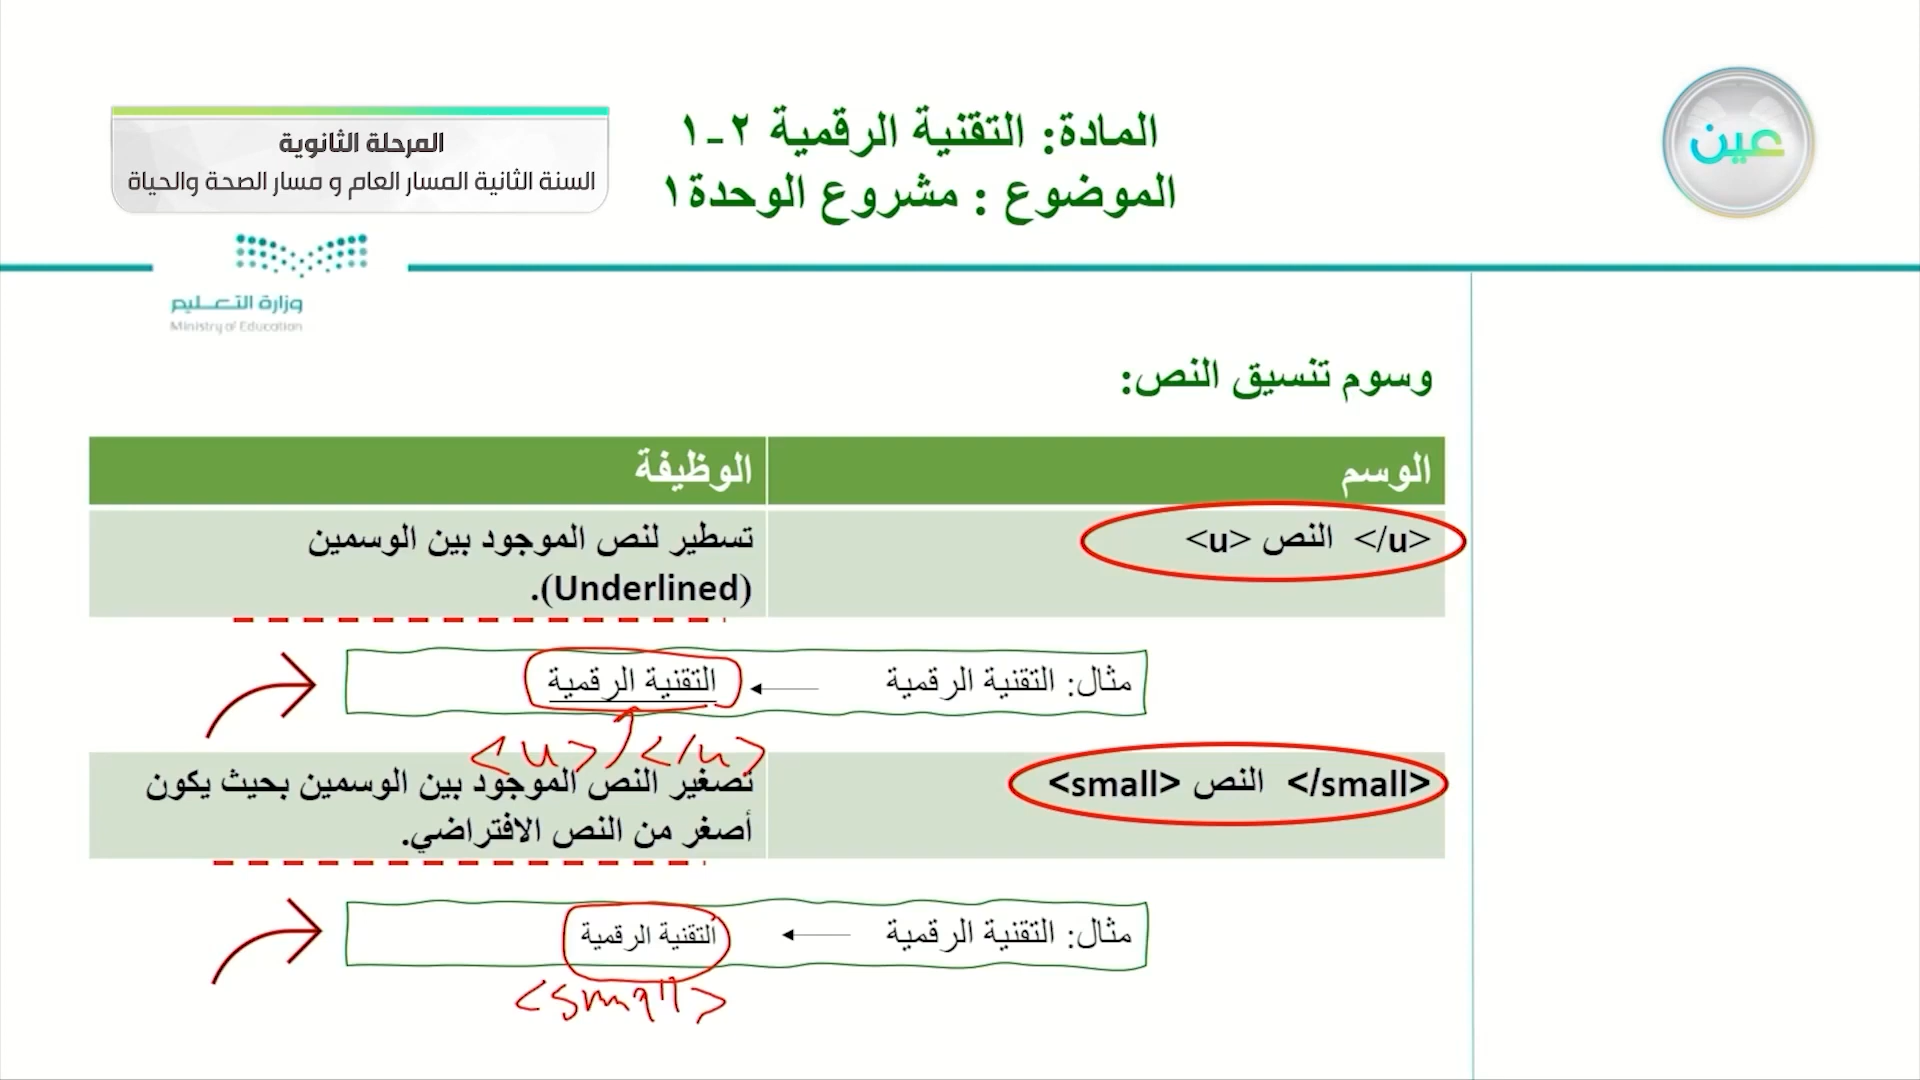 المرحلة الثانوية
السنة الثانية المسار العام و مسار الصحة والحياة
المادة: التقنية الرقمية ٢-١
الموضوع : مشروع الوحدة١
عين
وزارة التعليم
Ministry of Education
وسوم تنسيق النص:
الوسم
الوظيفة
<u> النص </u>
تسطير لنص الموجود بين الوسمين
(Underlined).
مثال: التقنية الرقمية
التقنية الرقمية
<u> </u>
<small> النص </small>
تصغير النص الموجود بين الوسمين بحيث يكون
أصغر من النص الافتراضي.
مثال: التقنية الرقمية
التقنية الرقمية
<small>